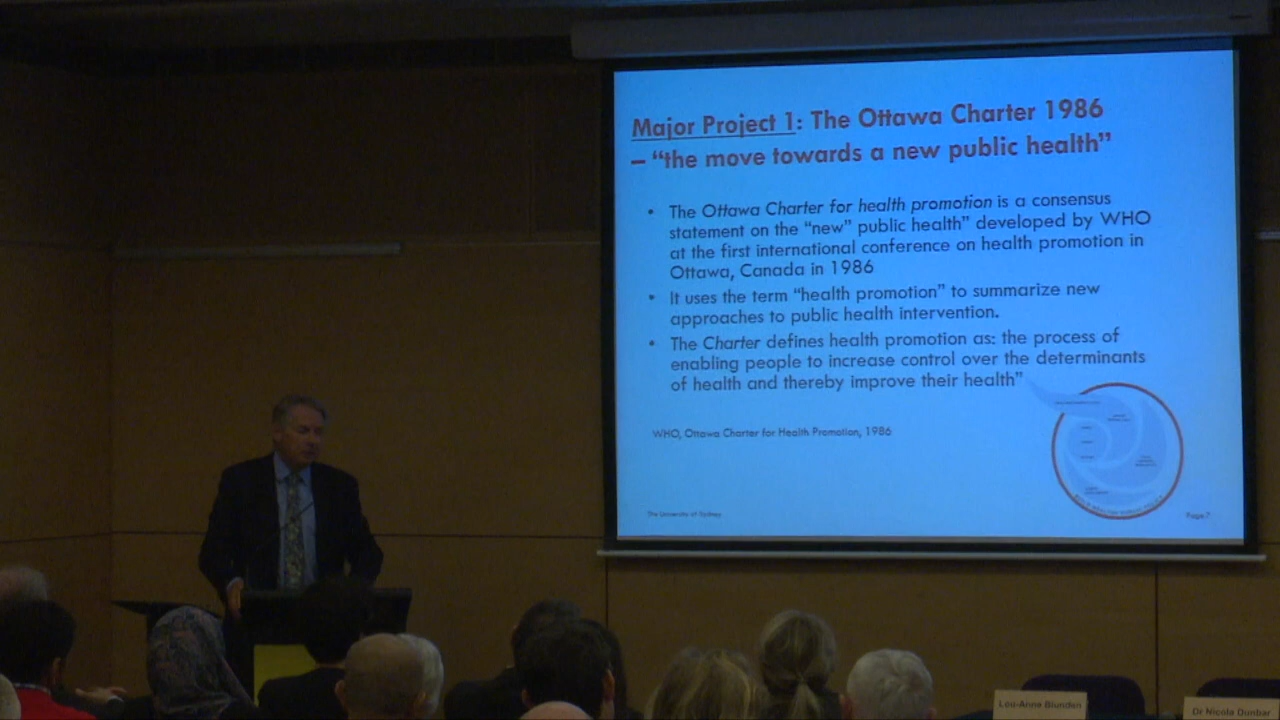 Major Project 1: The Ottawa Charter 1986
– “the move towards a new public health”
• The Ottawa Charter for health promotion is a consensus
statement on the “new” public health” developed by WHO
at the first international conference on health promotion in
Ottawa, Canada in 1986
• It uses the term “health promotion” to summarize new
approaches to public health intervention.
• The Charter defines health promotion as: the process of
enabling people to increase control over the determinants
of health and thereby improve their health”
WHO, Ottawa Charter for Health Promotion, 1986
The University of Sydney
Page 7
Lou-Anne Blunden
Dr Nicola Dunbar